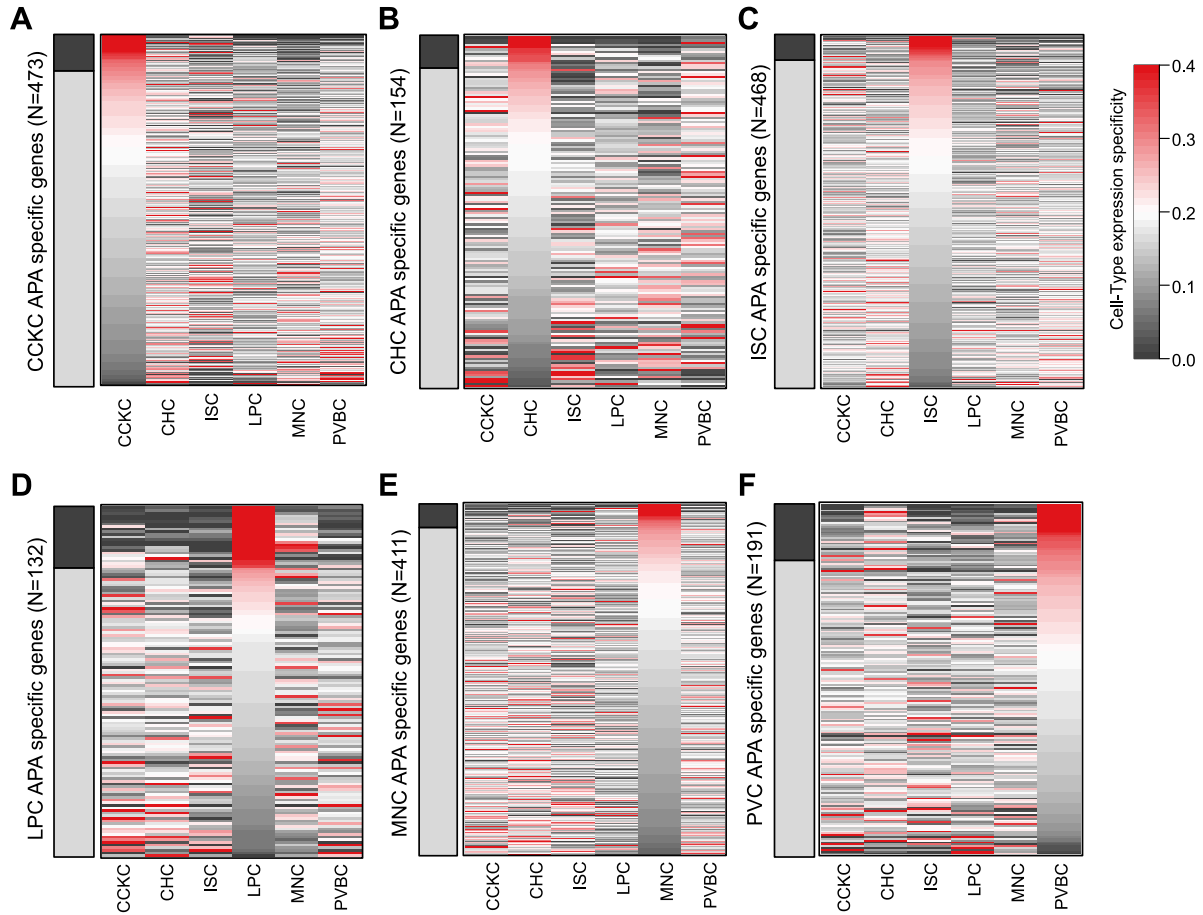 A
CCKC APA specific genes (N=473)
CCKC
CHC
ISC
LPC
MNC
PVBC
B
CHC APA specific genes (N=154)
CCKC
CHC
ISC
LPC
MNC
PVBC
C
ISC APA specific genes (N=468)
CCKC
CHC
ISC
LPC
MNC
PVBC
Cell-Type expression specificity
0.4
0.3
0.2
0.1
0.0
D
LPC APA specific genes (N=132)
CCKC
CHC
ISC
LPC
MNC
PVBC
E
MNC APA specific genes (N=411)
CCKC
CHC
ISC
LPC
MNC
PVBC
F
PVC APA specific genes (N=191)
CCKC
CHC
ISC
LPC
MNC
PVBC